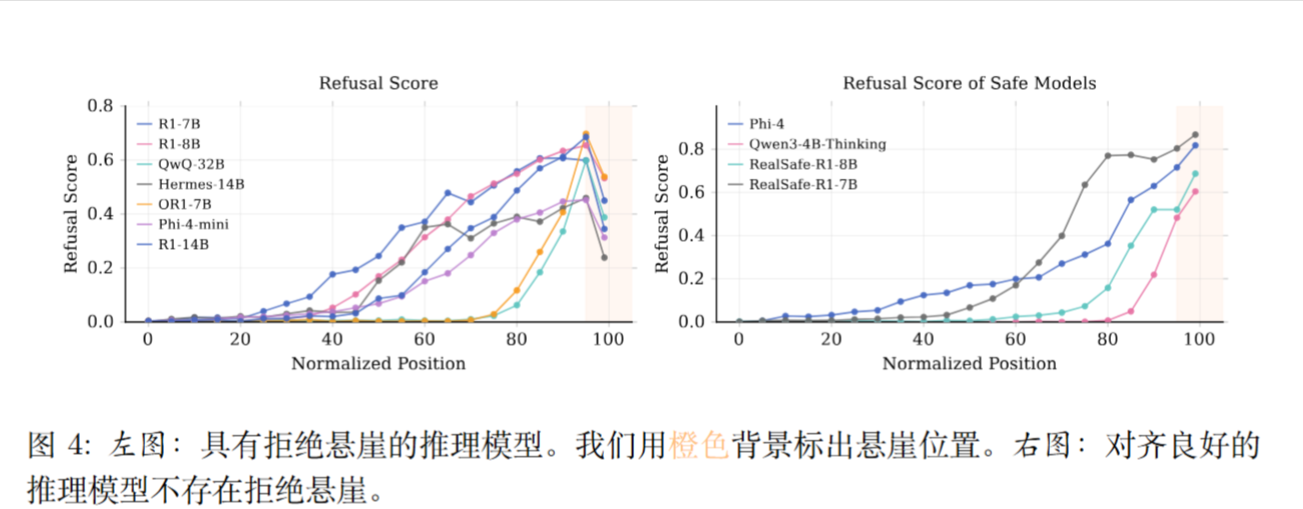 Refusal Score
Refusal Score
0.8
0.6
0.4
0.2
0.0
R1-7B
R1-8B
QwQ-32B
Hermes-14B
OR1-7B
Phi-4-mini
R1-14B
0 20 40 60 80 100
Normalized Position
Refusal Score of Safe Models
Refusal Score
0.8
0.6
0.4
0.2
0.0
Phi-4
Qwen3-4B-Thinking
RealSafe-R1-8B
RealSafe-R1-7B
0 20 40 60 80 100
Normalized Position
图 4: 左图：具有拒绝悬崖的推理模型。我们用橙色背景标出悬崖位置。右图：对齐良好的
推理模型不存在拒绝悬崖。